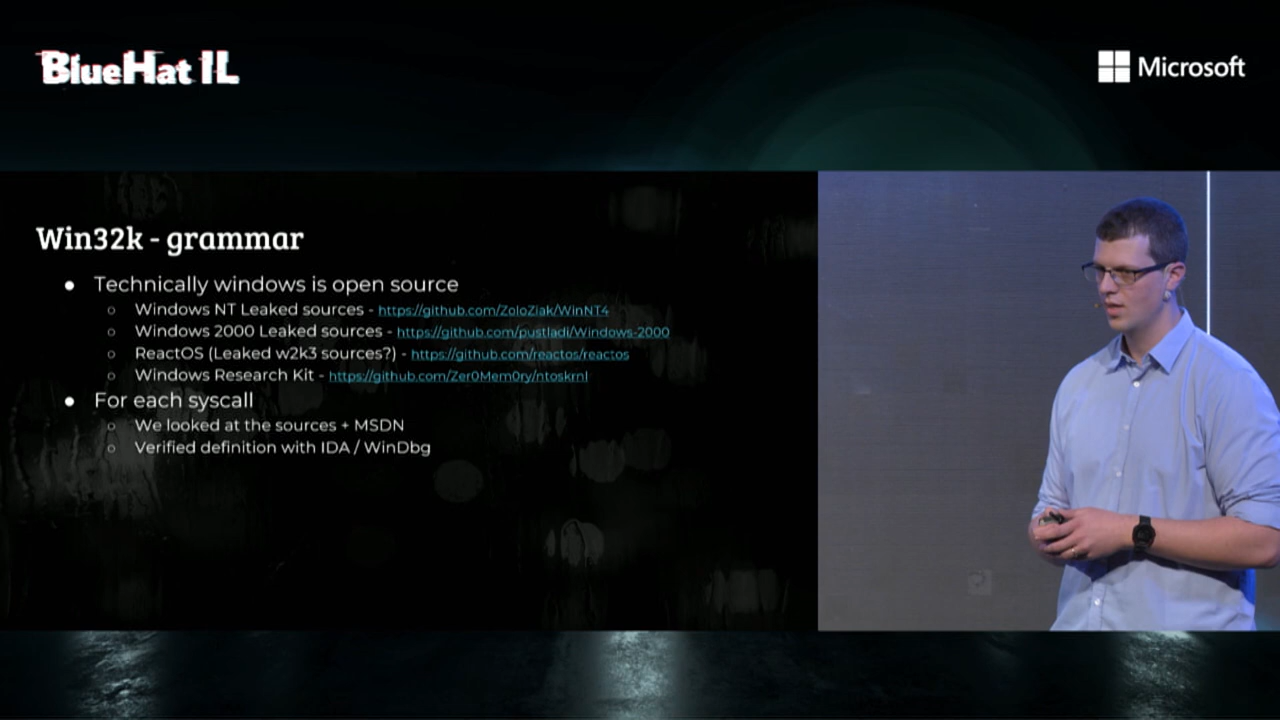 BlueHat IL
Microsoft
Win32k - grammar
● Technically windows is open source
○ Windows NT Leaked sources - https://github.com/ZoloZiak/WinNT4
○ Windows 2000 Leaked sources - https://github.com/pustladi/Windows-2000
○ ReactOS (Leaked w2k3 sources?) - https://github.com/reactos/reactos
○ Windows Research Kit - https://github.com/Zer0Mem0ry/ntoskrnl
● For each syscall
○ We looked at the sources + MSDN
○ Verified definition with IDA / WinDbg